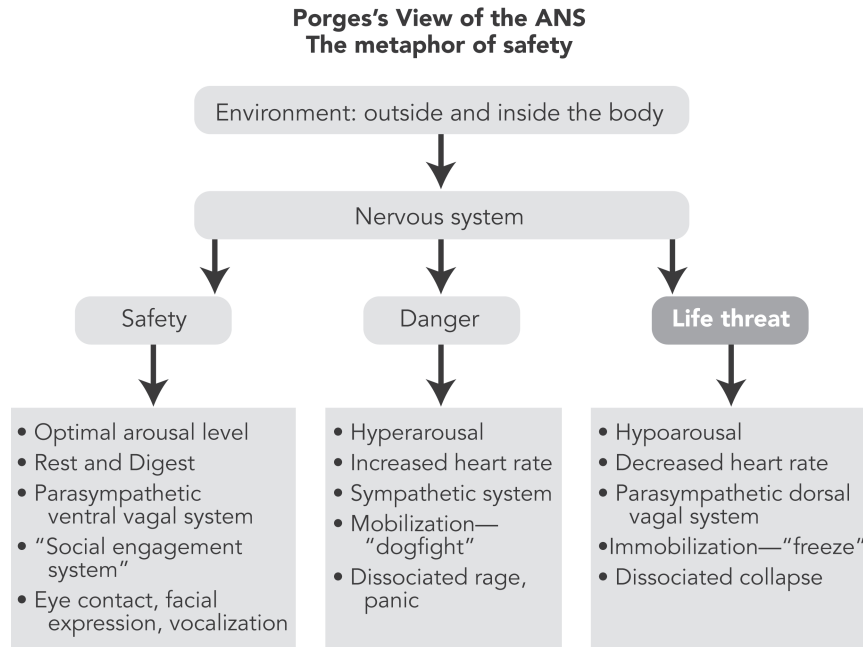 Porges’s View of the ANS
The metaphor of safety
Environment: outside and inside the body
Nervous system
Safety
Danger
Life threat
• Optimal arousal level
• Rest and Digest
• Parasympathetic
ventral vagal system
• “Social engagement
system”
• Eye contact, facial
expression, vocalization
• Hyperarousal
• Increased heart rate
• Sympathetic system
• Mobilization—
“dogfight”
• Dissociated rage,
panic
• Hypoarousal
• Decreased heart rate
• Parasympathetic dorsal
vagal system
•Immobilization—“freeze“
• Dissociated collapse